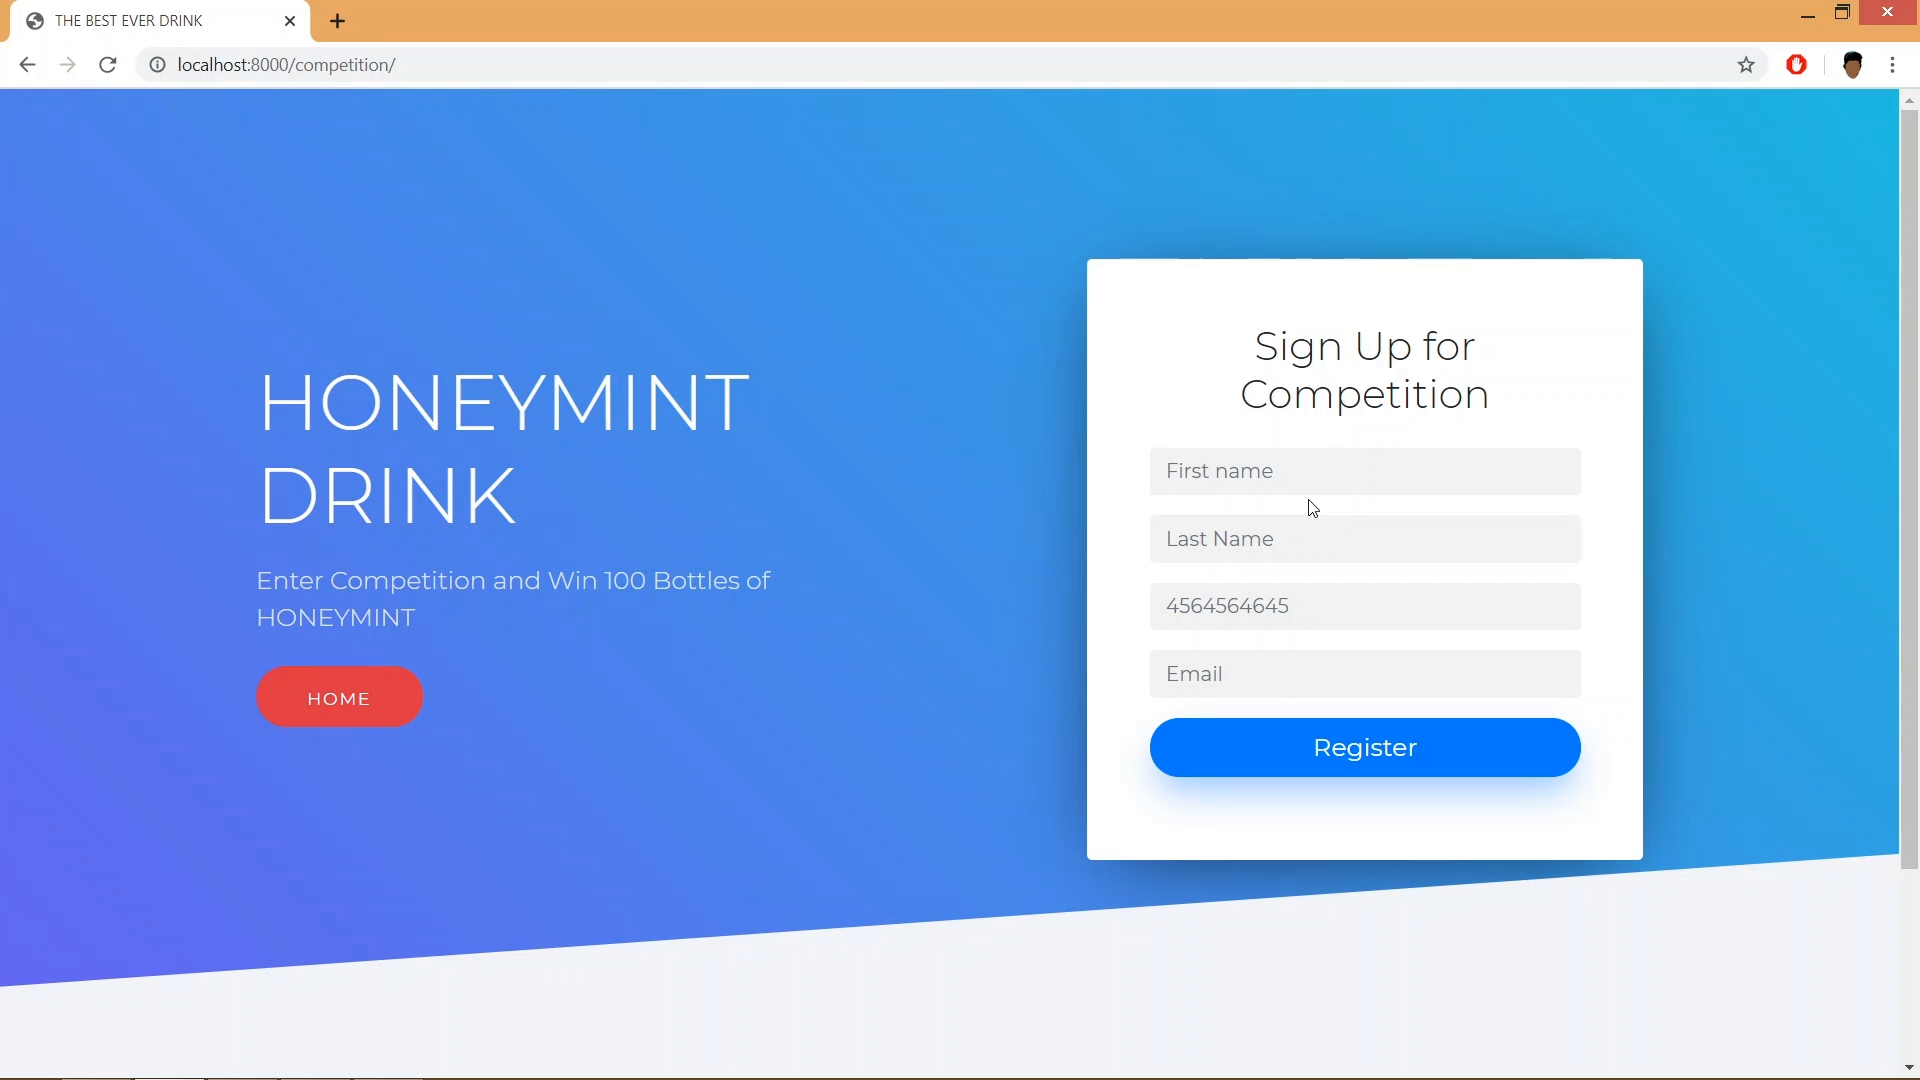 THE BEST EVER DRINK
localhost:8000/competition/
HONEYMINT
DRINK
Enter Competition and Win 100 Bottles of
HONEYMINT
HOME
Sign Up for
Competition
First name
Last Name
4564564645
Email
Register